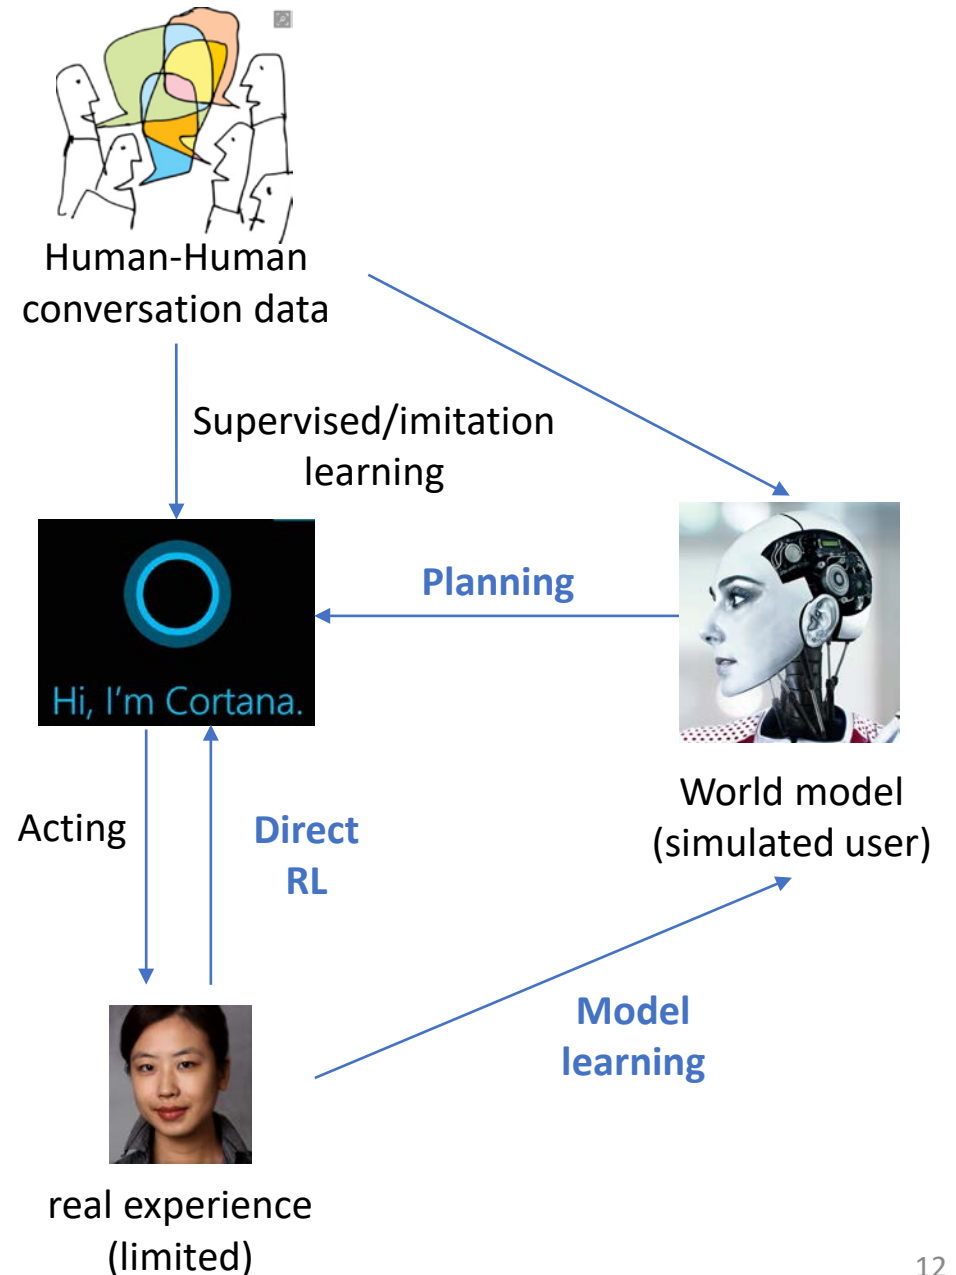 Human-Human
conversation data
Supervised/imitation
learning
Planning
Hi, I'm Cortana.
World model
(simulated user)
Acting
Direct
RL
Model
learning
real experience
(limited)
12